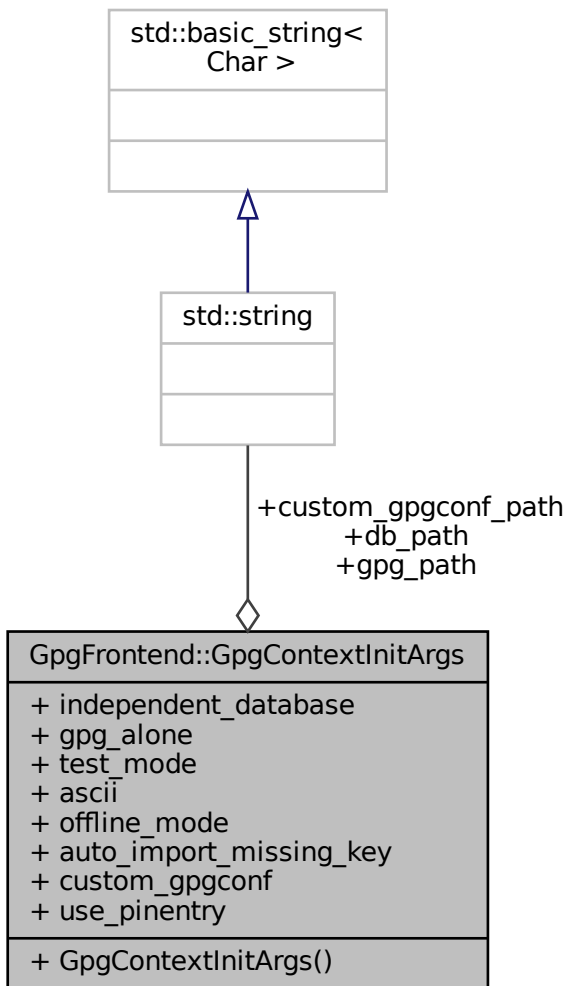 std::basic_string<
Char >
std::string
+custom_gpgconf_path
+db_path
+gpg_path
GpgFrontend::GpgContextInitArgs
+ independent_database
+ gpg_alone
+ test_mode
+ ascii
+ offline_mode
+ auto_import_missing_key
+ custom_gpgconf
+ use_pinentry
+ GpgContextInitArgs()